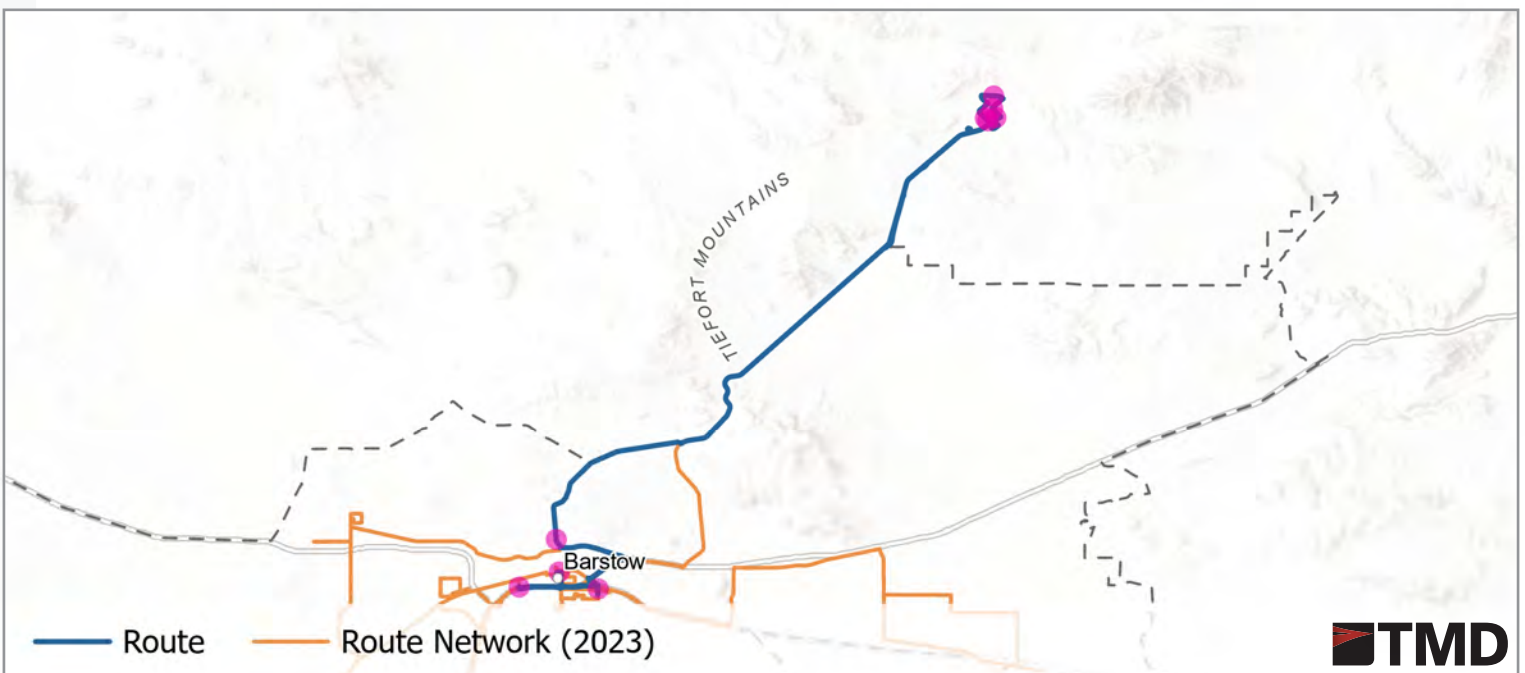 TIEFORT MOUNTAINS
Barstow
Route
Route Network (2023)
TMD